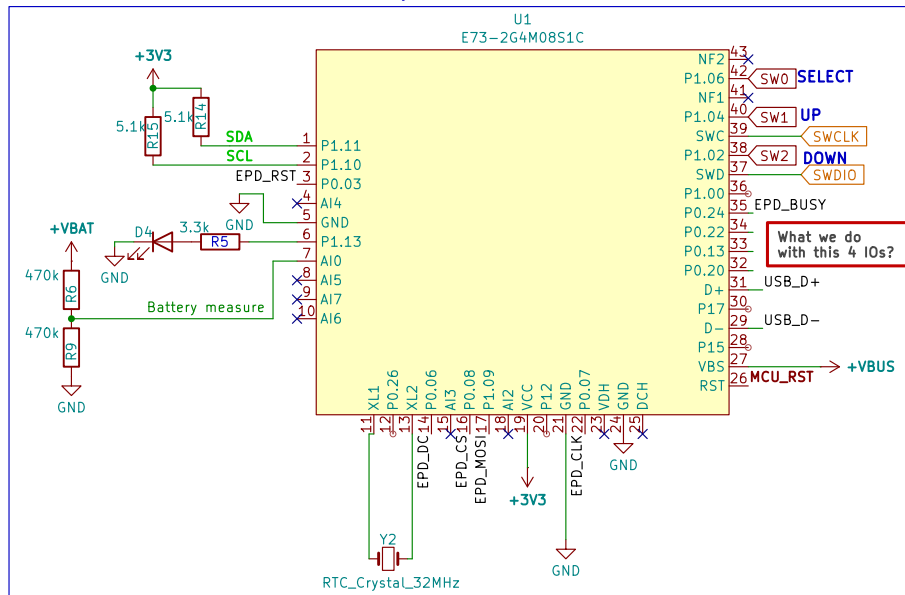 U1
E73-2G4M08S1C
+3V3
5.1k
R15
5.1k
R14
SDA
SCL
EPD_RST
GND
+VBAT
D4
3.3k
R5
GND
470k
R6
Battery measure
470k
R9
GND
1 P1.11
2 P1.10
3 P0.03
4 AI4
5 GND
6 P1.13
7 AI0
8 AI5
9 AI7
10 AI6
NF2 43
P1.06 42 SW0 SELECT
NF1 41
P1.04 40 SW1 UP
SWC 39 SWCLK
P1.02 38 SW2 DOWN
SWD 37 SWDIO
P1.00 36
P0.24 35 EPD_BUSY
P0.22 34
P0.13 33
P0.20 32
What we do
with this 4 IOs?
D+ 31 USB_D+
P17 30
D- 29 USB_D-
P15 28
VBS 27 +VBUS
RST 26 MCU_RST
XL1 11
P0.26 12
XL2 13
P0.06 14 EPD_DC
AI3 15
P0.08 16 EPD_CS
P1.09 17 EPD_MOSI
AI2 18
VCC 19
P12 20
GND 21
P0.07 22 EPD_CLK
VDH 23
GND 24
DCH 25
GND
+3V3
Y2
RTC_Crystal_32MHz
GND